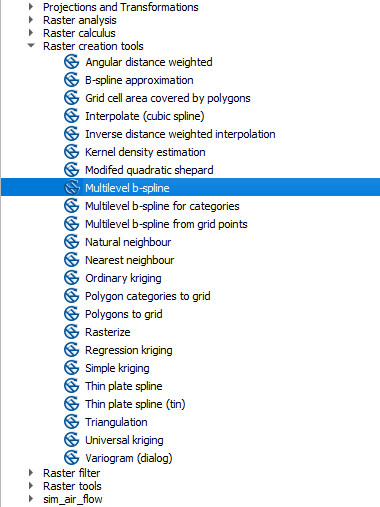 Projections and Transformations
Raster analysis
Raster calculus
Raster creation tools
Angular distance weighted
B-spline approximation
Grid cell area covered by polygons
Interpolate (cubic spline)
Inverse distance weighted interpolation
Kernel density estimation
Modifed quadratic shepard
Multilevel b-spline
Multilevel b-spline for categories
Multilevel b-spline from grid points
Natural neighbour
Nearest neighbour
Ordinary kriging
Polygon categories to grid
Polygons to grid
Rasterize
Regression kriging
Simple kriging
Thin plate spline
Thin plate spline (tin)
Triangulation
Universal kriging
Variogram (dialog)
Raster filter
Raster tools
sim_air_flow